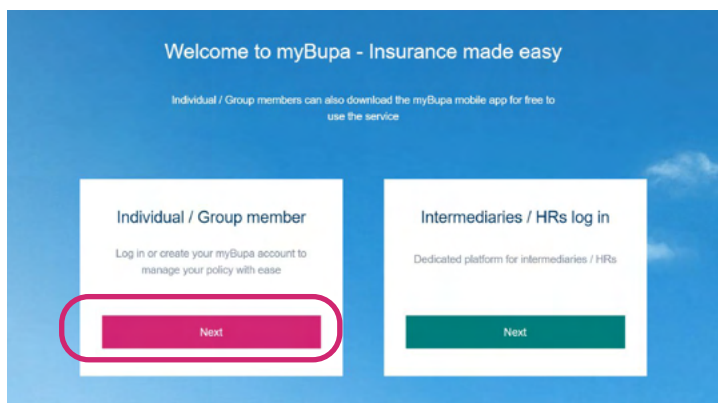 Welcome to myBupa - Insurance made easy
Individual / Group members can also download the myBupa mobile app for free to
use the service
Individual / Group member
Log in or create your myBupa account to
manage your policy with ease
Next
Intermediaries / HRs log in
Dedicated platform for intermediaries / HRs
Next